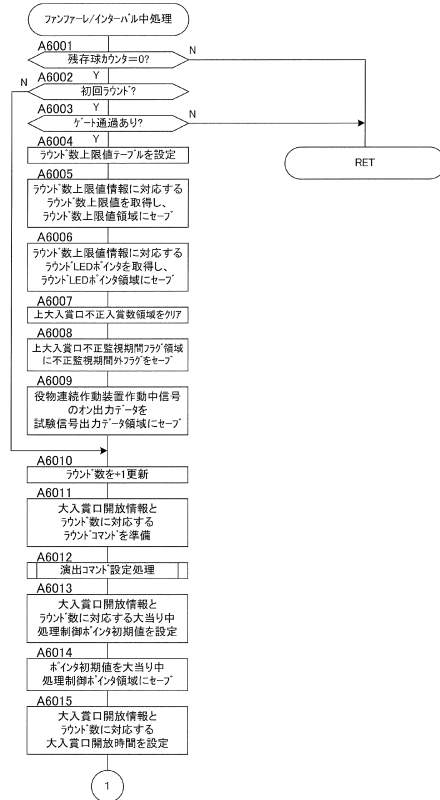 ファンファーレ/インターバル中処理
A6001
残存球カウンタ=0?
N
A6002
Y
N
初回ラウンド?
A6003
Y
N
ゲート通過あり?
A6004
Y
ラウンド数上限値テーブルを設定
RET
A6005
ラウンド数上限値情報に対応する
ラウンド数上限値を取得し、
ラウンド数上限値領域にセーブ
A6006
ラウンド数上限値情報に対応する
ラウンドLEDポインタを取得し、
ラウンドLEDポインタ領域にセーブ
A6007
上大入賞口不正入賞数領域をクリア
A6008
上大入賞口不正監視期間フラグ領域
に不正監視期間外フラグをセーブ
A6009
役物連続作動装置作動中信号
のオン出力データを
試験信号出力データ領域にセーブ
A6010
ラウンド数を+1更新
A6011
大入賞口開放情報と
ラウンド数に対応する
ラウンドコマンドを準備
A6012
演出コマンド設定処理
A6013
大入賞口開放情報と
ラウンド数に対応する大当り中
処理制御ポインタ初期値を設定
A6014
ポインタ初期値を大当り中
処理制御ポインタ領域にセーブ
A6015
大入賞口開放情報と
ラウンド数に対応する
大入賞口開放時間を設定
1